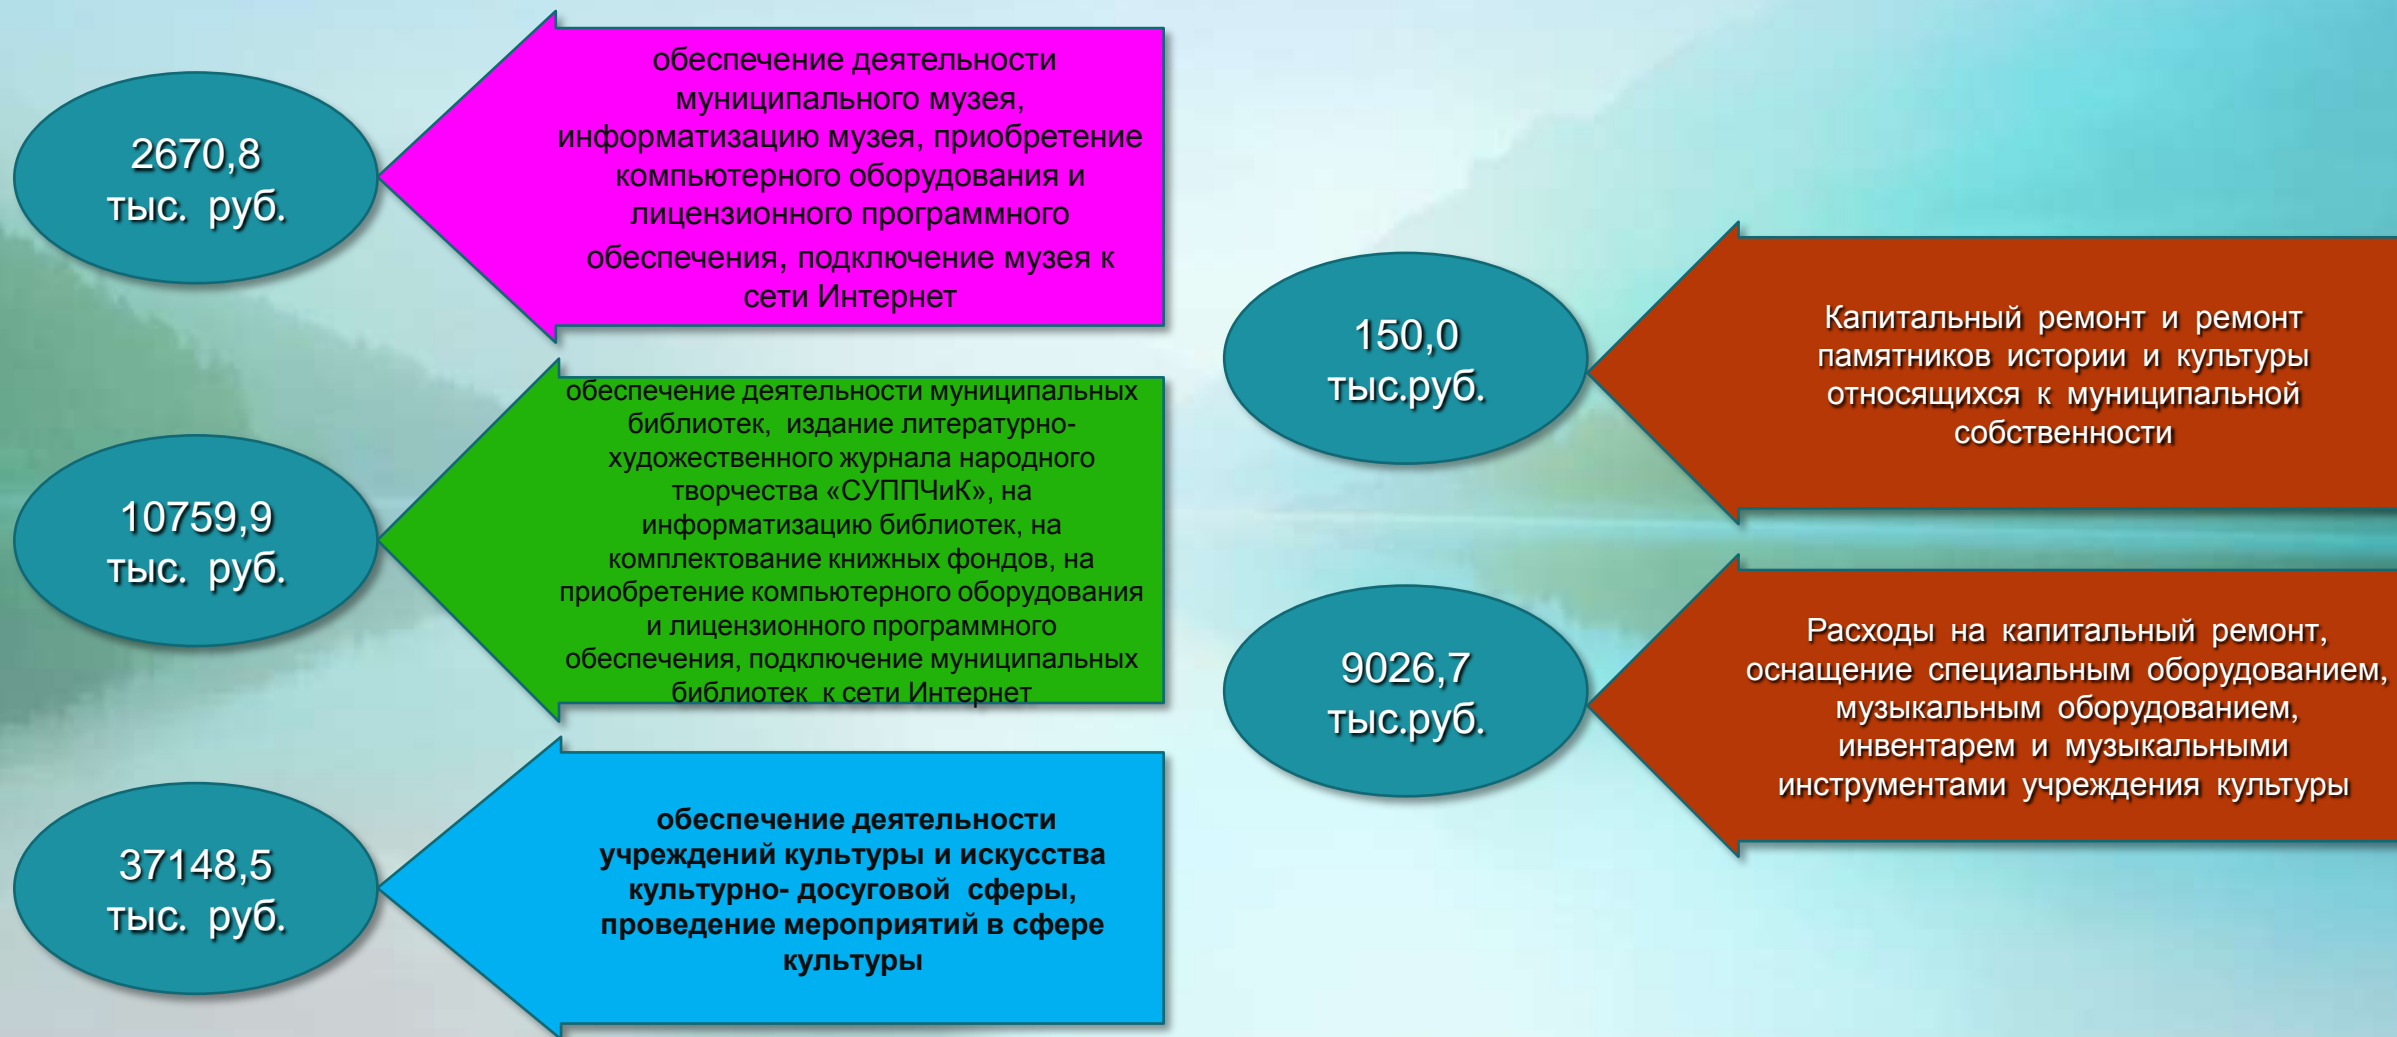 2670,8
тыс. руб.
обеспечение деятельности
муниципального музея,
информатизацию музея, приобретение
компьютерного оборудования и
лицензионного программного
обеспечения, подключение музея к
сети Интернет
10759,9
тыс. руб.
обеспечение деятельности муниципальных
библиотек, издание литературно-
художественного журнала народного
творчества «СУППЧиК», на
информатизацию библиотек, на
комплектование книжных фондов, на
приобретение компьютерного оборудования
и лицензионного программного
обеспечения, подключение муниципальных
библиотек к сети Интернет
37148,5
тыс. руб.
обеспечение деятельности
учреждений культуры и искусства
культурно- досуговой сферы,
проведение мероприятий в сфере
культуры
150,0
тыс.руб.
Капитальный ремонт и ремонт
памятников истории и культуры
относящихся к муниципальной
собственности
9026,7
тыс.руб.
Расходы на капитальный ремонт,
оснащение специальным оборудованием,
музыкальным оборудованием,
инвентарем и музыкальными
инструментами учреждения культуры